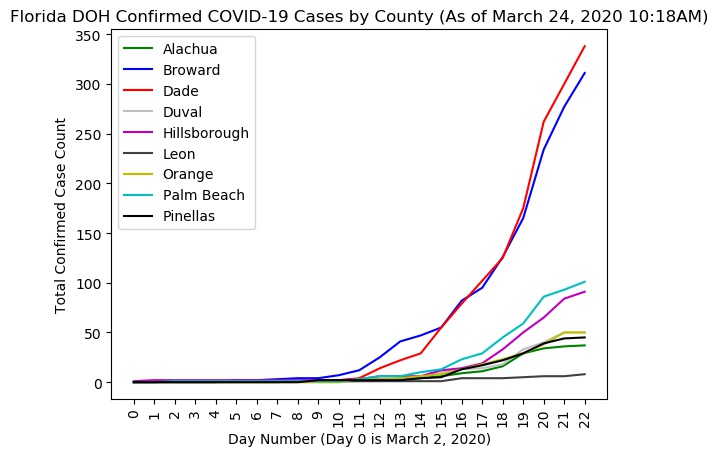 Florida DOH Confirmed COVID-19 Cases by County (As of March 24, 2020 10:18AM)
350
300
250
200
150
100
50
0
Total Confirmed Case Count
Alachua
Broward
Dade
Duval
Hillsborough
Leon
Orange
Palm Beach
Pinellas
0 1 2 3 4 5 6 7 8 9 10 11 12 13 14 15 16 17 18 19 20 21 22
Day Number (Day 0 is March 2, 2020)